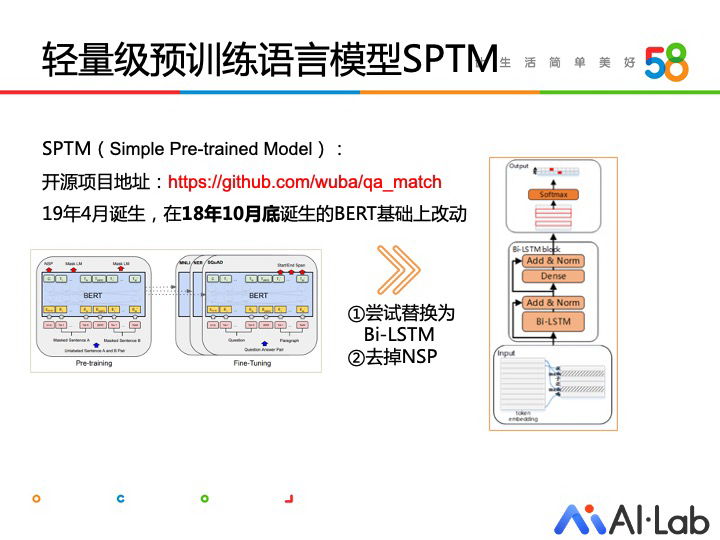 轻量级预训练语言模型SPTM
生 活 简 单 美 好
58
SPTM（Simple Pre-trained Model）：
开源项目地址：https://github.com/wuba/qa_match
19年4月诞生，在18年10月底诞生的BERT基础上改动
NSP Mask LM Mask LM
BERT
Masked Sentence A Masked Sentence B
Unlabeled Sentence A and B Pair
Pre-training
MNLI NER SQuAD
Start/End Span
BERT
Question Paragraph
Question Answer Pair
Fine-Tuning
①尝试替换为
Bi-LSTM
②去掉NSP
Output
Softmax
Bi-LSTM block
Add & Norm
Dense
Add & Norm
Bi-LSTM
Input
token
embedding
AI·Lab